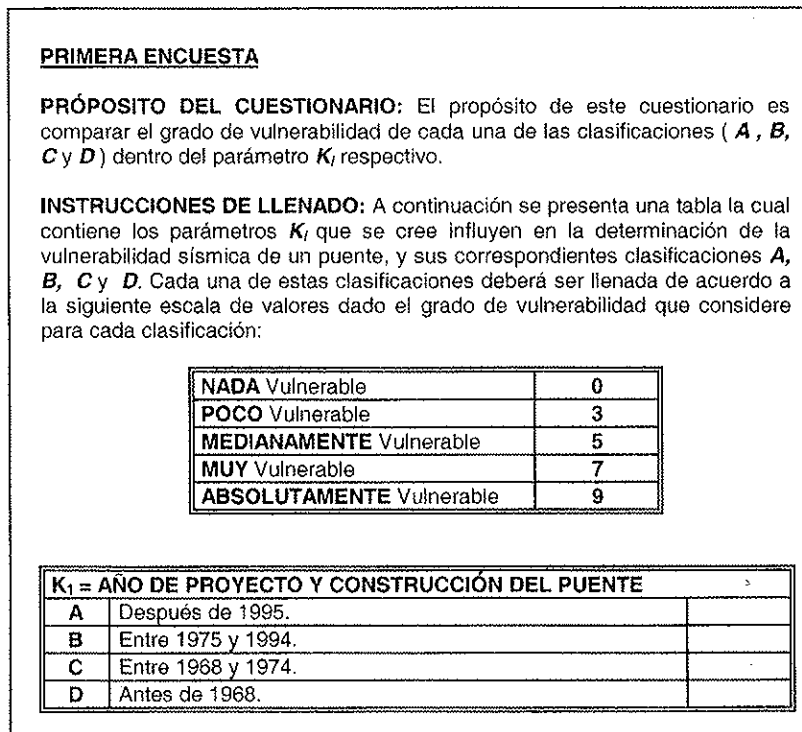 PRIMERA ENCUESTA
PRÓPOSITO DEL CUESTIONARIO: El propósito de este cuestionario es
comparar el grado de vulnerabilidad de cada una de las clasificaciones ( A , B,
C y D ) dentro del parámetro Ki respectivo.
INSTRUCCIONES DE LLENADO: A continuación se presenta una tabla la cual
contiene los parámetros Ki que se cree influyen en la determinación de la
vulnerabilidad sísmica de un puente, y sus correspondientes clasificaciones A,
B, C y D. Cada una de estas clasificaciones deberá ser llenada de acuerdo a
la siguiente escala de valores dado el grado de vulnerabilidad que considere
para cada clasificación:
NADA Vulnerable 0
POCO Vulnerable 3
MEDIANAMENTE Vulnerable 5
MUY Vulnerable 7
ABSOLUTAMENTE Vulnerable 9
K1 = AÑO DE PROYECTO Y CONSTRUCCIÓN DEL PUENTE
A Después de 1995.
B Entre 1975 y 1994.
C Entre 1968 y 1974.
D Antes de 1968.